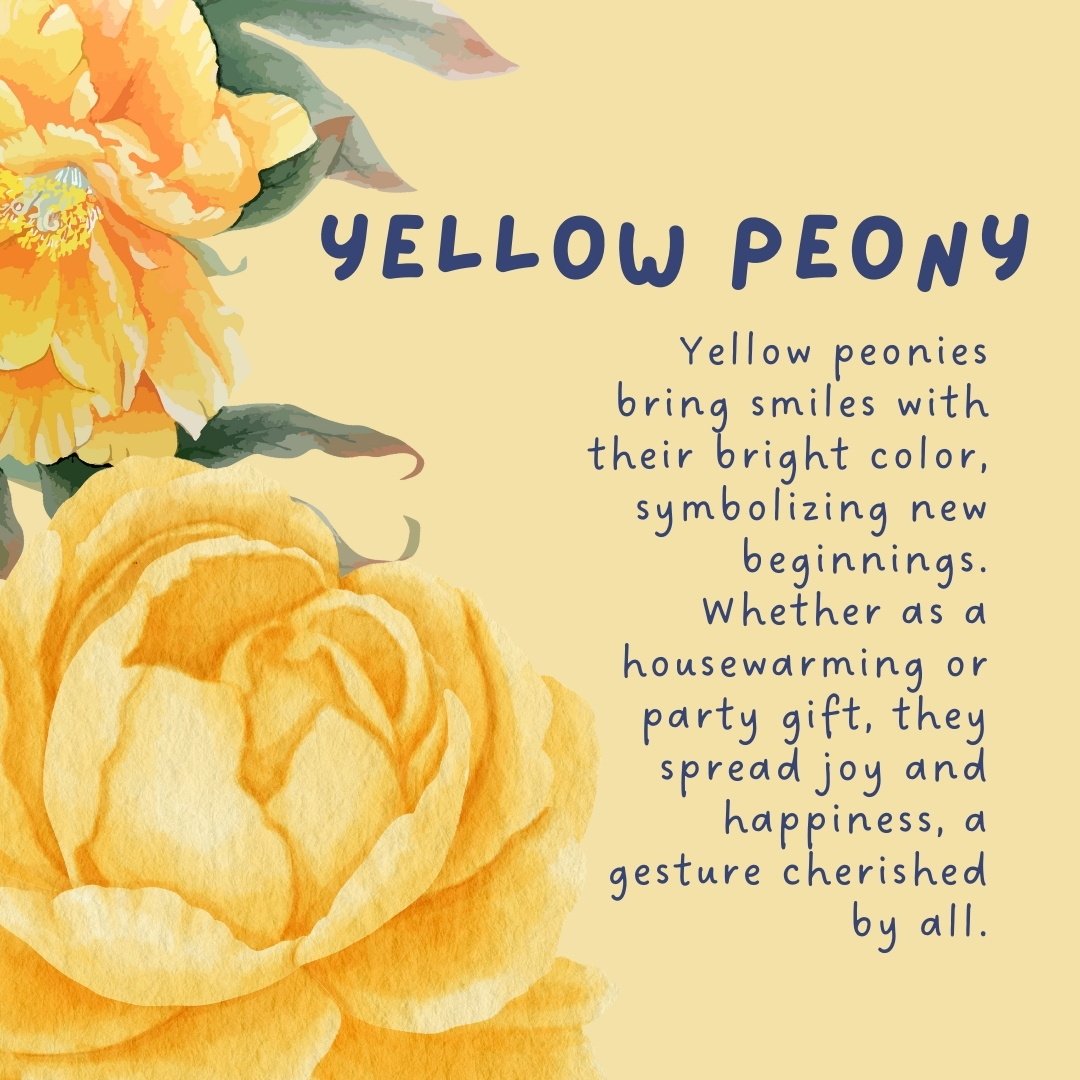 YELLOW PEONY
Yellow peonies
bring smiles with
their bright color,
symbolizing new
beginnings.
Whether as a
housewarming or
party gift, they
spread joy and
happiness, a
gesture cherished
by all.